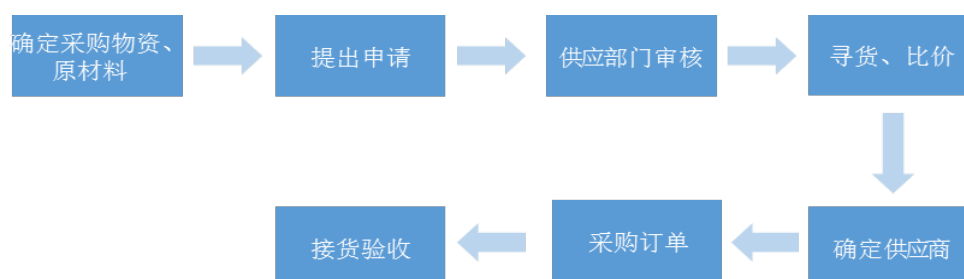 确定采购物资、
原材料
提出申请
供应部门审核
寻货、比价
确定供应商
采购订单
接货验收